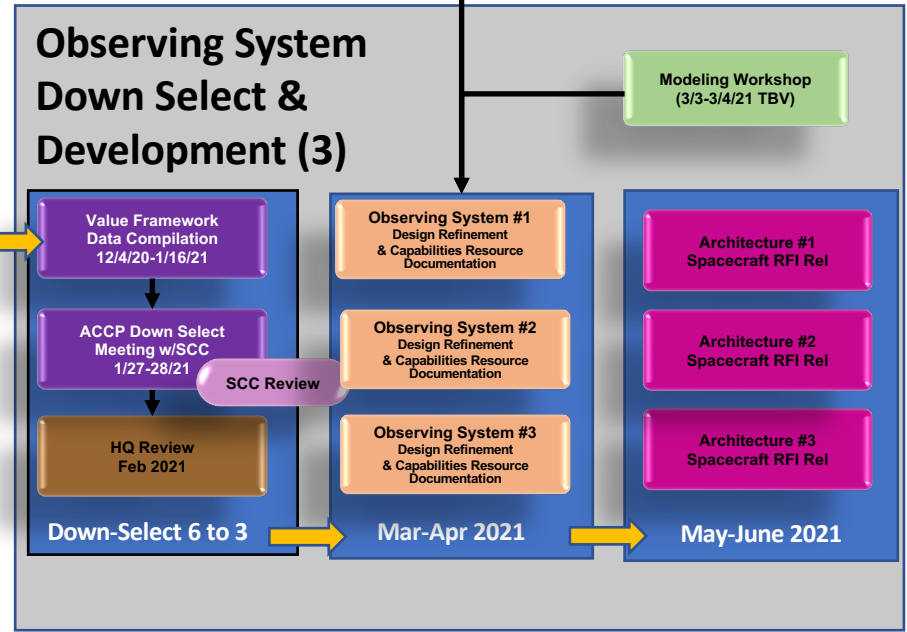 Observing System
Down Select &
Development (3)
Modeling Workshop
(3/3-3/4/21 TBV)
Value Framework
Data Compilation
12/4/20-1/16/21
ACCP Down Select
Meeting w/SCC
1/27-28/21
SCC Review
HQ Review
Feb 2021
Down-Select 6 to 3
Observing System #1
Design Refinement
& Capabilities Resource
Documentation
Observing System #2
Design Refinement
& Capabilities Resource
Documentation
Observing System #3
Design Refinement
& Capabilities Resource
Documentation
Mar-Apr 2021
Architecture #1
Spacecraft RFI Rel
Architecture #2
Spacecraft RFI Rel
Architecture #3
Spacecraft RFI Rel
May-June 2021